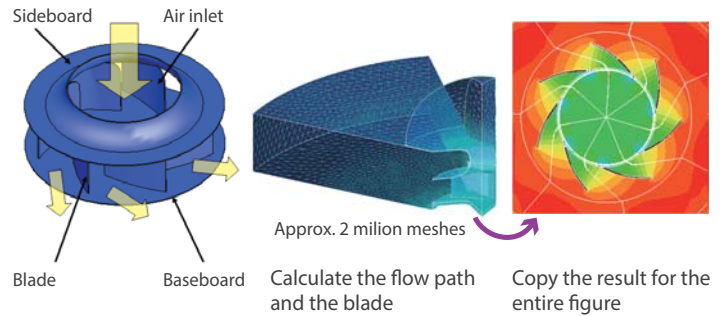 Sideboard
Air inlet
Approx. 2 milion meshes
Blade
Baseboard
Calculate the flow path
and the blade
Copy the result for the
entire figure